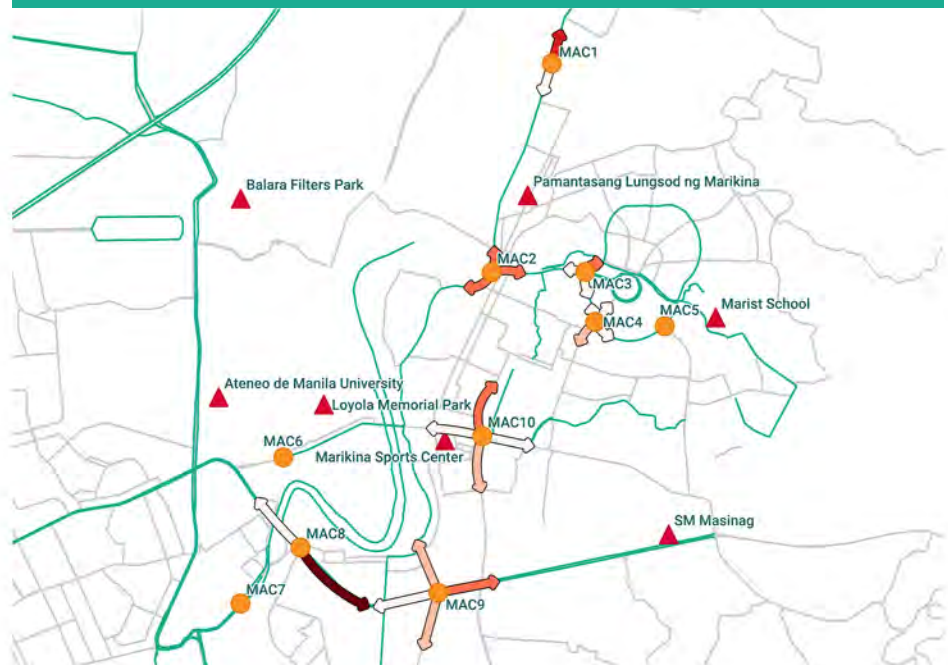 MAC1
Balara Filters Park
Pamantasang Lungsod ng Marikina
MAC2
MAC3
Marist School
MAC4
MAC5
Ateneo de Manila University
Loyola Memorial Park
MAC10
MAC6
Marikina Sports Center
SM Masinag
MAC8
MAC7
MAC9